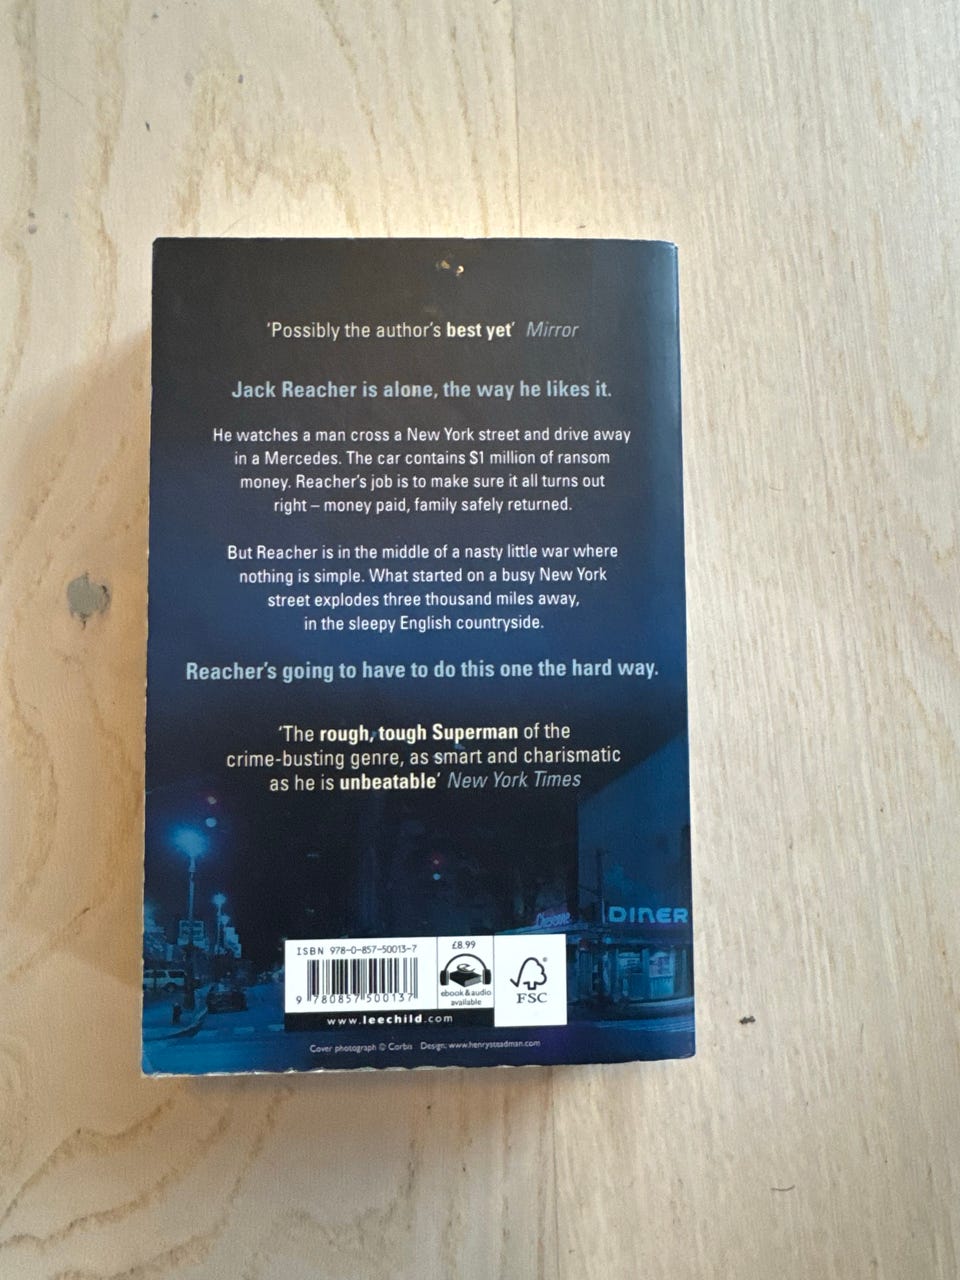 ‘Possibly the author’s best yet’ Mirror
Jack Reacher is alone, the way he likes it.
He watches a man cross a New York street and drive away
in a Mercedes. The car contains $1 million of ransom
money. Reacher’s job is to make sure it all turns out
right – money paid, family safely returned.
But Reacher is in the middle of a nasty little war where
nothing is simple. What started on a busy New York
street explodes three thousand miles away,
in the sleepy English countryside.
Reacher’s going to have to do this one the hard way.
‘The rough, tough Superman of the
crime-busting genre, as smart and charismatic
as he is unbeatable’ New York Times
DINER
ISBN 978-0-857-50013-7
£8.99
9 780857 500137
ebook & audio
available
FSC
www.leechild.com
Cover photograph © Corbis Design: www.henrysteadman.com